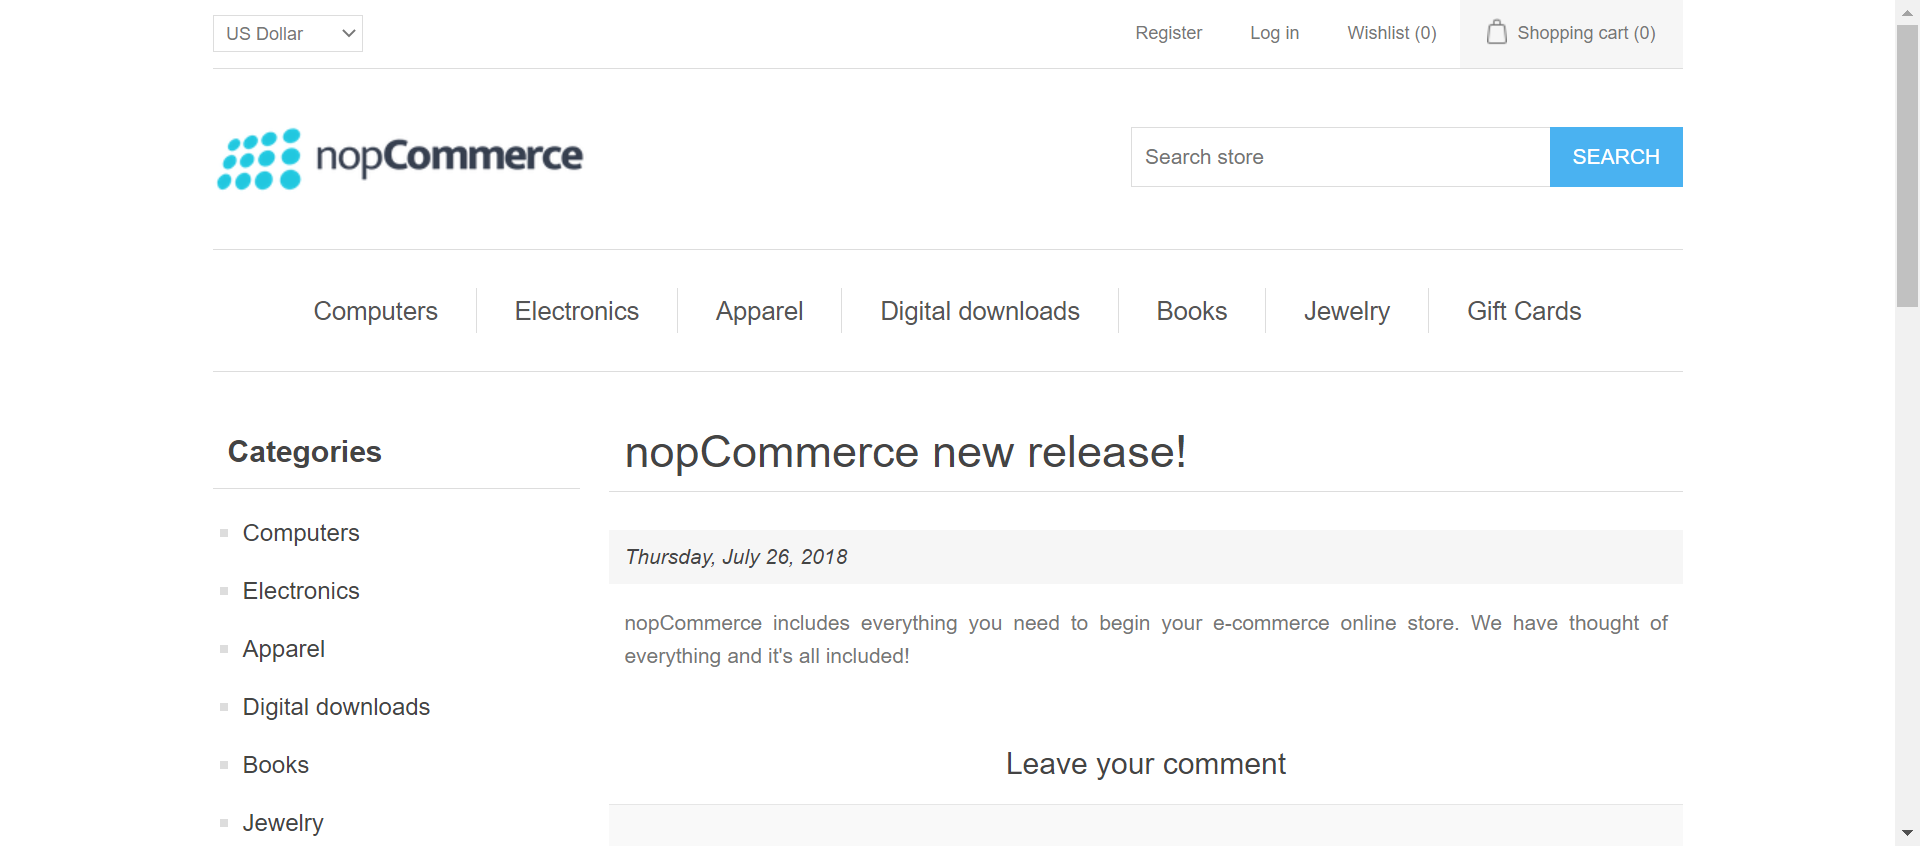 US Dollar
Register
Log in
Wishlist (0)
Shopping cart (0)
nopCommerce
Search store
SEARCH
Computers
Electronics
Apparel
Digital downloads
Books
Jewelry
Gift Cards
Categories
Computers
Electronics
Apparel
Digital downloads
Books
Jewelry
nopCommerce new release!
Thursday, July 26, 2018
nopCommerce includes everything you need to begin your e-commerce online store. We have thought of
everything and it's all included!
Leave your comment